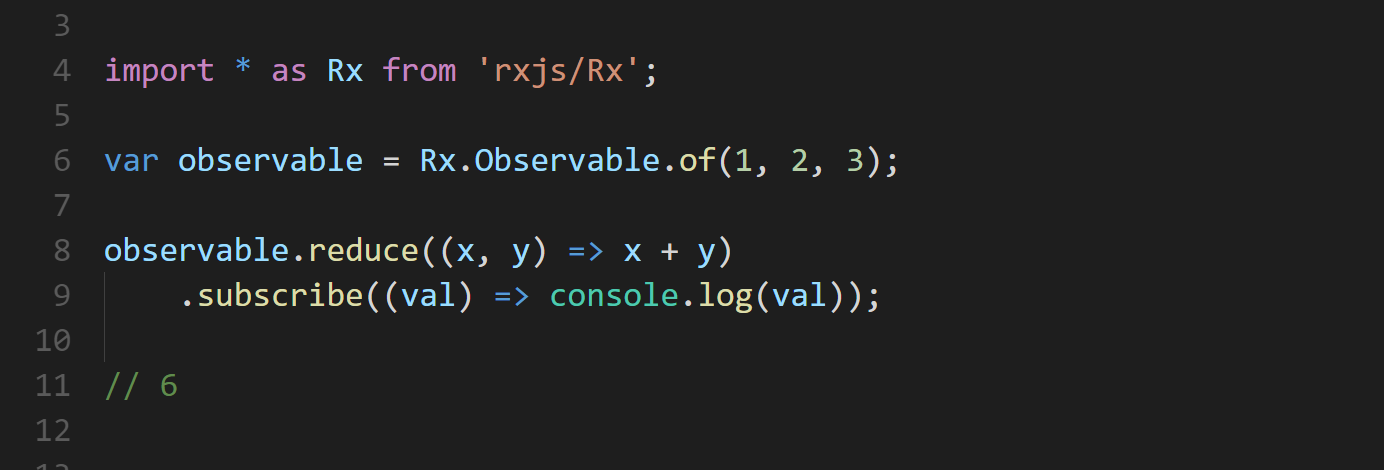 3
4 import * as Rx from 'rxjs/Rx';
5
6 var observable = Rx.Observable.of(1, 2, 3);
7
8 observable.reduce((x, y) => x + y)
9     .subscribe((val) => console.log(val));
10
11 // 6
12